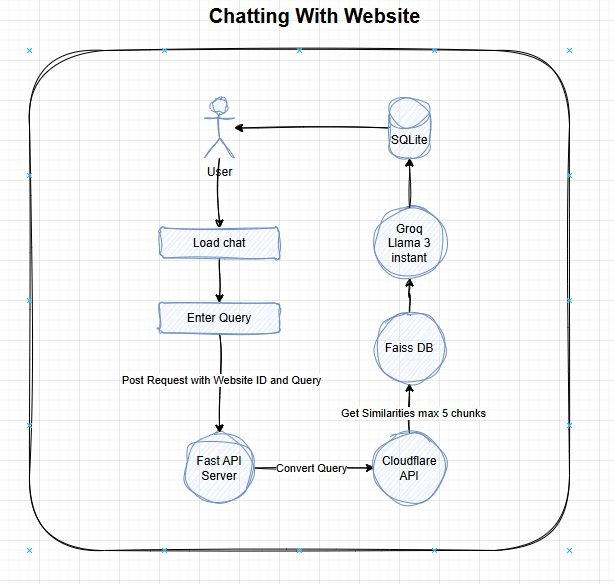 Chatting With Website
SQLite
User
Load chat
Groq
Llama 3
instant
Enter Query
Faiss DB
Post Request with Website ID and Query
Get Similarities max 5 chunks
Fast API
Server
Convert Query
Cloudflare
API